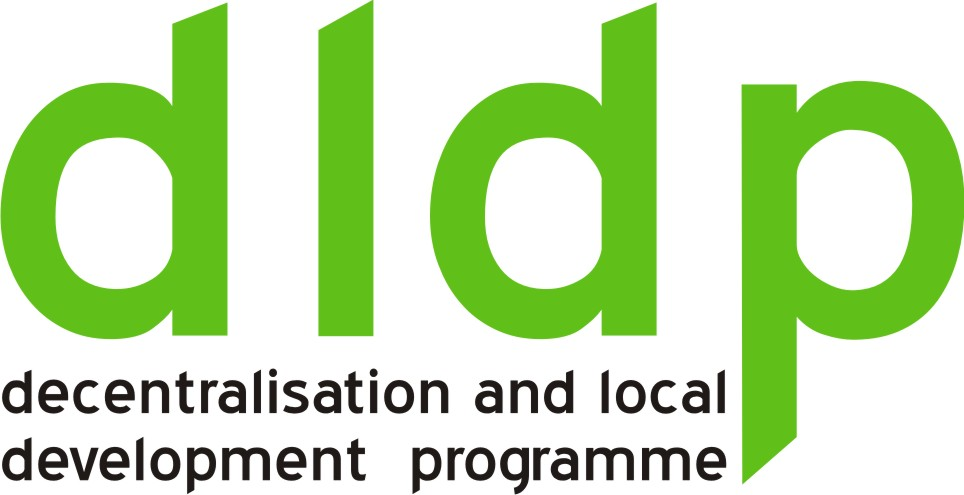 dldp
decentralisation and local
development programme